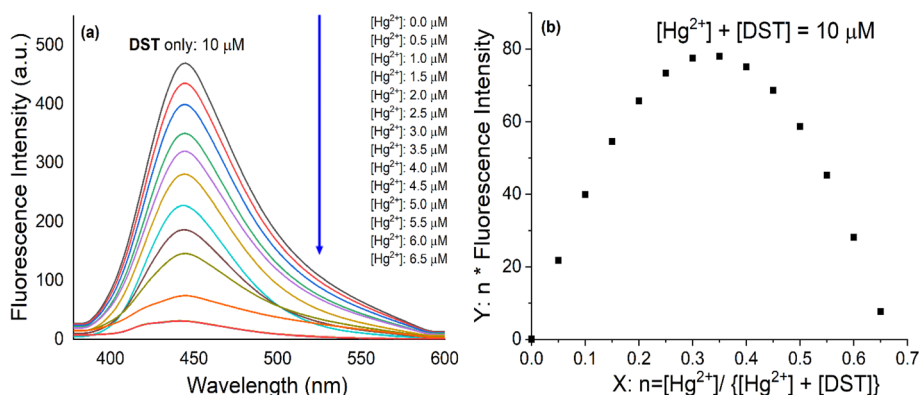 (a)
DST only: 10 μM
[Hg²⁺]: 0.0 μM
[Hg²⁺]: 0.5 μM
[Hg²⁺]: 1.0 μM
[Hg²⁺]: 1.5 μM
[Hg²⁺]: 2.0 μM
[Hg²⁺]: 2.5 μM
[Hg²⁺]: 3.0 μM
[Hg²⁺]: 3.5 μM
[Hg²⁺]: 4.0 μM
[Hg²⁺]: 4.5 μM
[Hg²⁺]: 5.0 μM
[Hg²⁺]: 5.5 μM
[Hg²⁺]: 6.0 μM
[Hg²⁺]: 6.5 μM
Fluorescence Intensity (a.u.)
500
400
300
200
100
0
400 450 500 550 600
Wavelength (nm)
(b)
[Hg²⁺] + [DST] = 10 μM
Y: n * Fluorescence Intensity
80
60
40
20
0
0.0 0.1 0.2 0.3 0.4 0.5 0.6 0.7
X: n=[Hg²⁺]/ {[Hg²⁺] + [DST]}